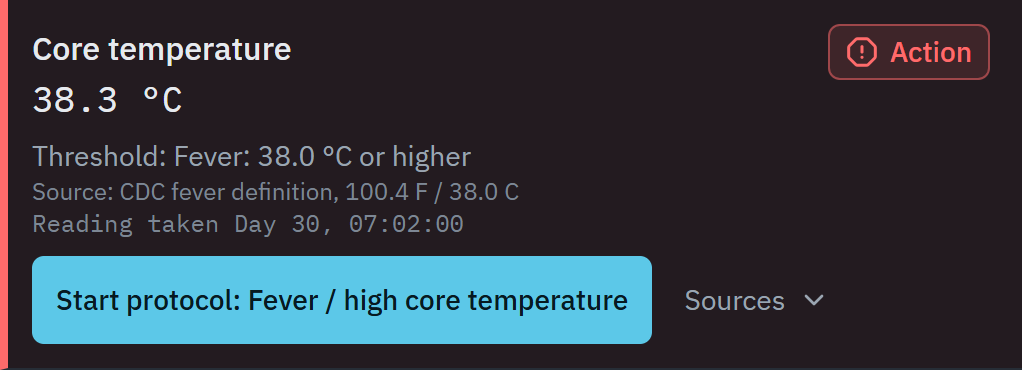 Core temperature
Action
38.3 °C
Threshold: Fever: 38.0 °C or higher
Source: CDC fever definition, 100.4 F / 38.0 C
Reading taken Day 30, 07:02:00
Start protocol: Fever / high core temperature
Sources